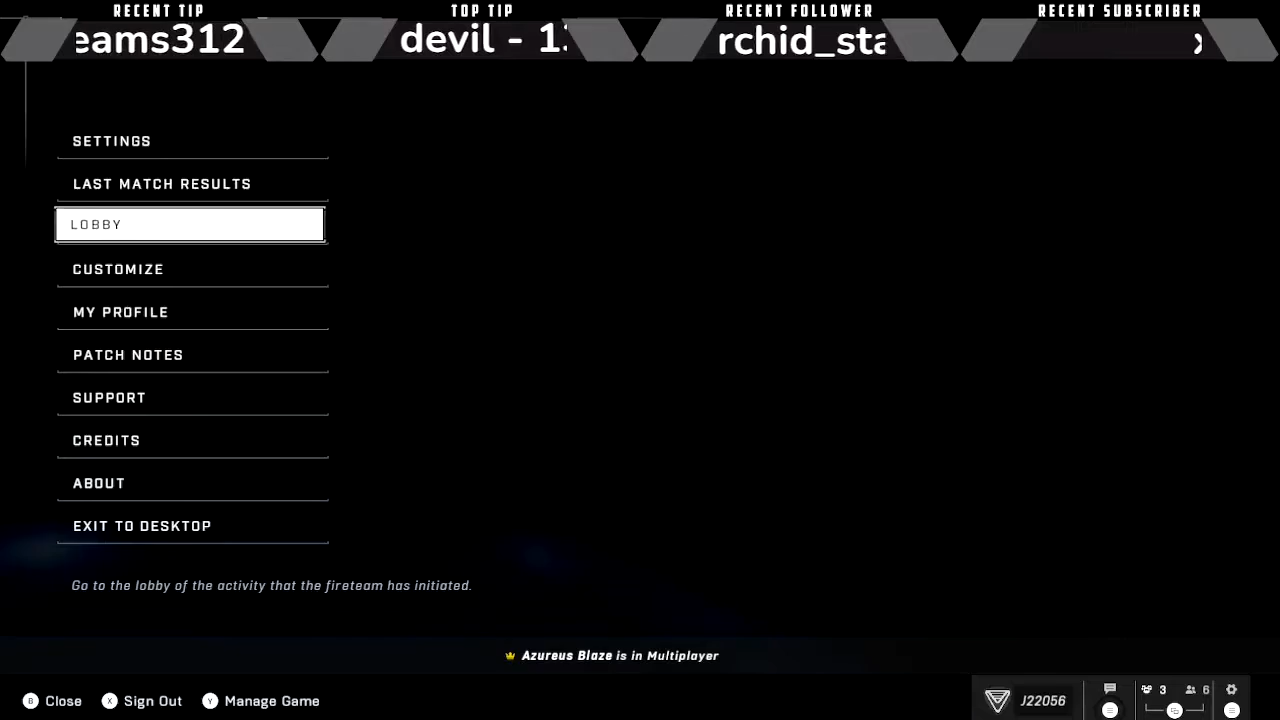 RECENT TIP
TOP TIP
RECENT FOLLOWER
RECENT SUBSCRIBER
eams312
devil - 1
rchid_sta
SETTINGS
LAST MATCH RESULTS
LOBBY
CUSTOMIZE
MY PROFILE
PATCH NOTES
SUPPORT
CREDITS
ABOUT
EXIT TO DESKTOP
Go to the lobby of the activity that the fireteam has initiated.
Azureus Blaze is in Multiplayer
B Close X Sign Out Y Manage Game
J22056
3
6